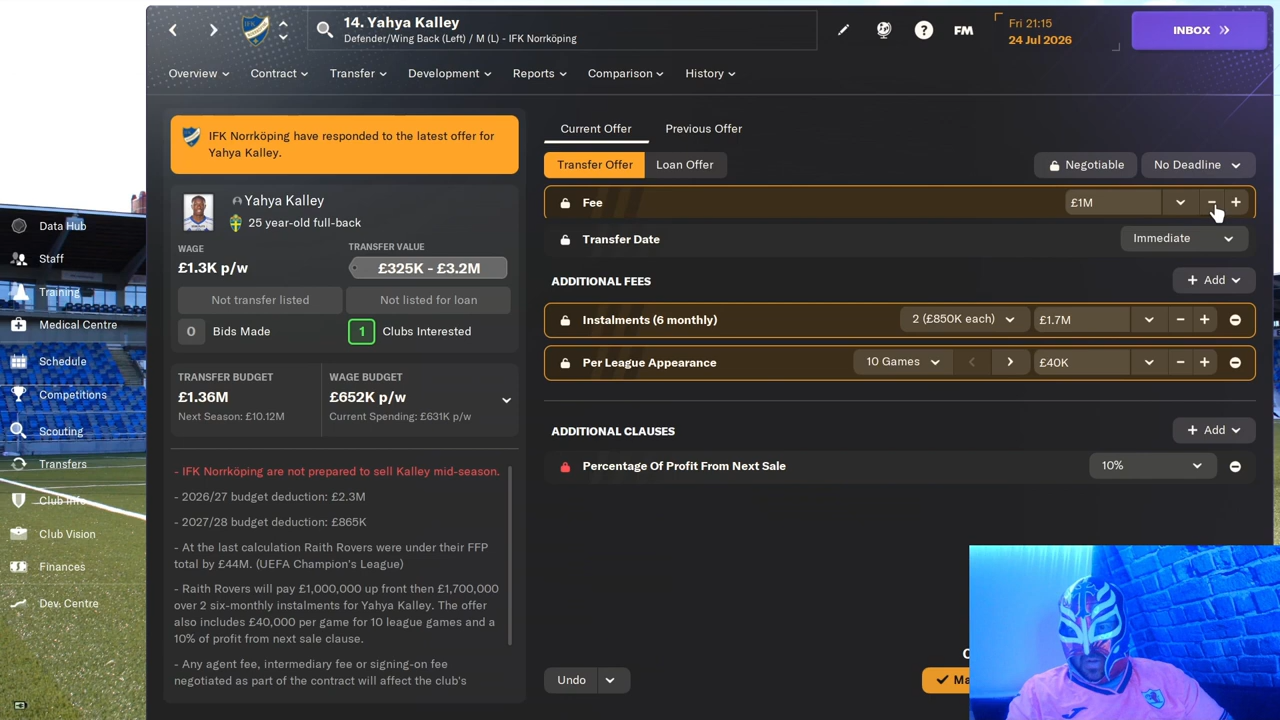 14. Yahya Kalley
Defender/Wing Back (Left) / M (L) - IFK Norrköping
FM
Fri 21:15
24 Jul 2026
INBOX
Overview
Contract
Transfer
Development
Reports
Comparison
History
IFK Norrköping have responded to the latest offer for
Yahya Kalley.
Yahya Kalley
25 year-old full-back
WAGE
£1.3K p/w
TRANSFER VALUE
£325K - £3.2M
Not transfer listed
Not listed for loan
0 Bids Made
1 Clubs Interested
TRANSFER BUDGET
£1.36M
Next Season: £10.12M
WAGE BUDGET
£652K p/w
Current Spending: £631K p/w
- IFK Norrköping are not prepared to sell Kalley mid-season.
- 2026/27 budget deduction: £2.3M
- 2027/28 budget deduction: £865K
- At the last calculation Raith Rovers were under their FFP
total by £44M. (UEFA Champion's League)
- Raith Rovers will pay £1,000,000 up front then £1,700,000
over 2 six-monthly instalments for Yahya Kalley. The offer
also includes £40,000 per game for 10 league games and a
10% of profit from next sale clause.
- Any agent fee, intermediary fee or signing-on fee
negotiated as part of the contract will affect the club's
Data Hub
Staff
Training
Medical Centre
Schedule
Competitions
Scouting
Transfers
Club Info
Club Vision
Finances
Dev. Centre
Current Offer
Previous Offer
Transfer Offer
Loan Offer
Negotiable
No Deadline
Fee
£1M
Transfer Date
Immediate
ADDITIONAL FEES
+ Add
Instalments (6 monthly)
2 (£850K each)
£1.7M
Per League Appearance
10 Games
£40K
ADDITIONAL CLAUSES
+ Add
Percentage Of Profit From Next Sale
10%
Undo